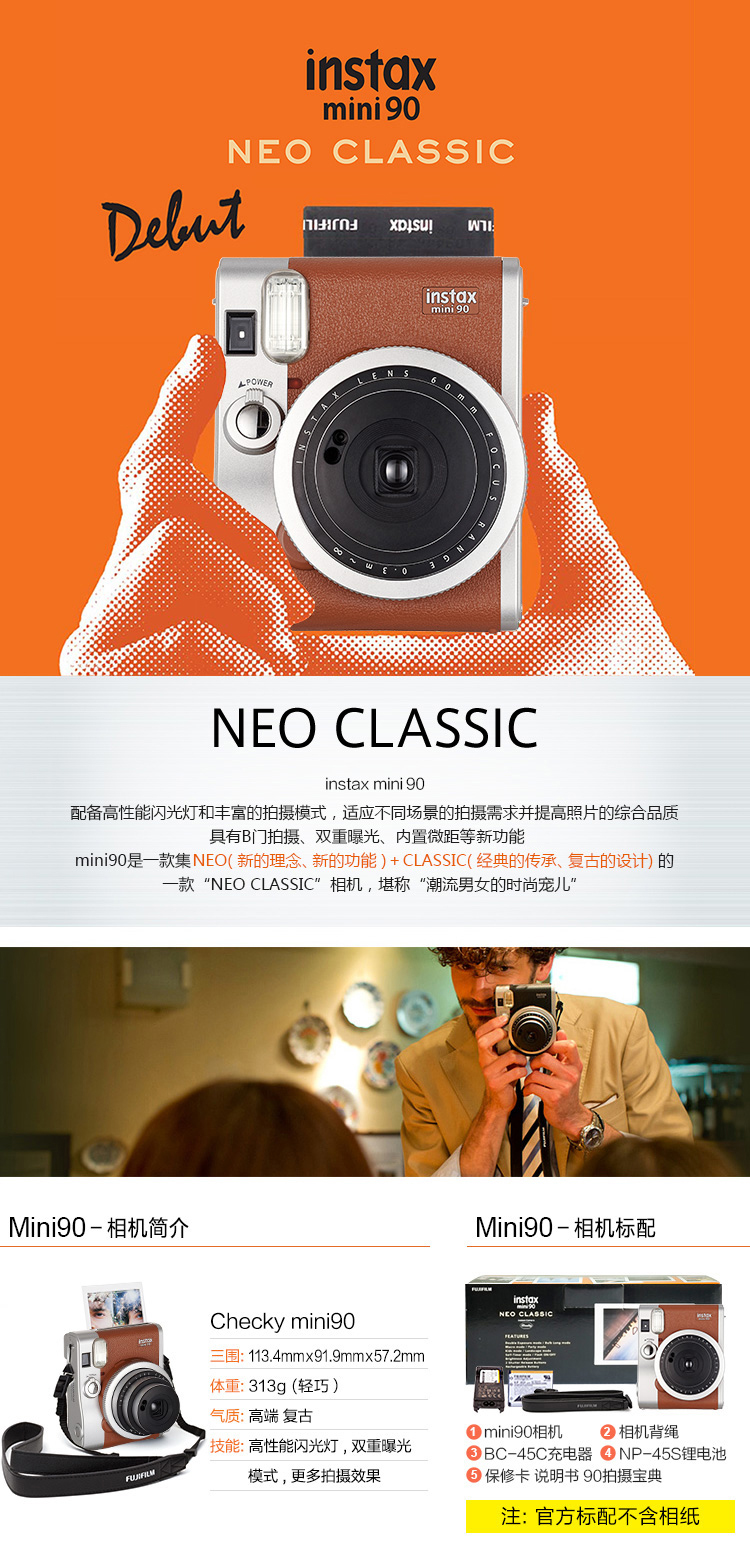 instax
mini 90
NEO CLASSIC
Debut
FUJIFILM instax FILM
instax
mini 90
POWER
INSTAX LENS 60mm FOCUS RANGE 0.3m~∞
NEO CLASSIC
instax mini 90
配备高性能闪光灯和丰富的拍摄模式，适应不同场景的拍摄需求并提高照片的综合品质
具有B门拍摄、双重曝光、内置微距等新功能
mini90是一款集NEO( 新的理念、新的功能 ) + CLASSIC( 经典的传承、复古的设计) 的
一款“NEO CLASSIC”相机，堪称“潮流男女的时尚宠儿”
FUJIFILM
Mini90 – 相机简介
Checky mini90
三围: 113.4mmx91.9mmx57.2mm
体重: 313g (轻巧 )
气质: 高端 复古
技能: 高性能闪光灯 , 双重曝光
模式 , 更多拍摄效果
instax
FUJIFILM
Mini90 – 相机标配
FUJIFILM
instax
mini 90
NEO CLASSIC
FEATURES
instax
FUJIFILM
1 mini90相机 2 相机背绳
3 BC-45C充电器 4 NP-45S锂电池
5 保修卡 说明书 90拍摄宝典
注: 官方标配不含相纸